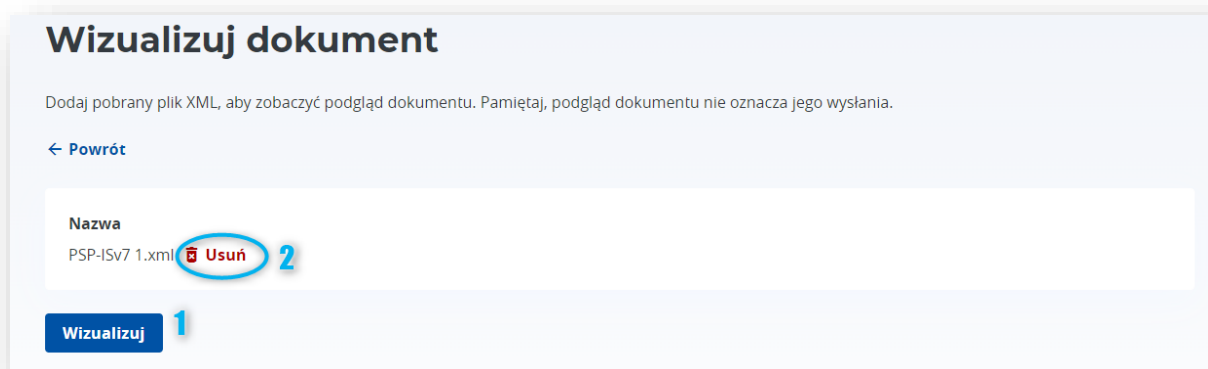 Wizualizuj dokument
Dodaj pobrany plik XML, aby zobaczyć podgląd dokumentu. Pamiętaj, podgląd dokumentu nie oznacza jego wysłania.
← Powrót
Nazwa
PSP-ISv7 1.xml Usuń 2
Wizualizuj 1